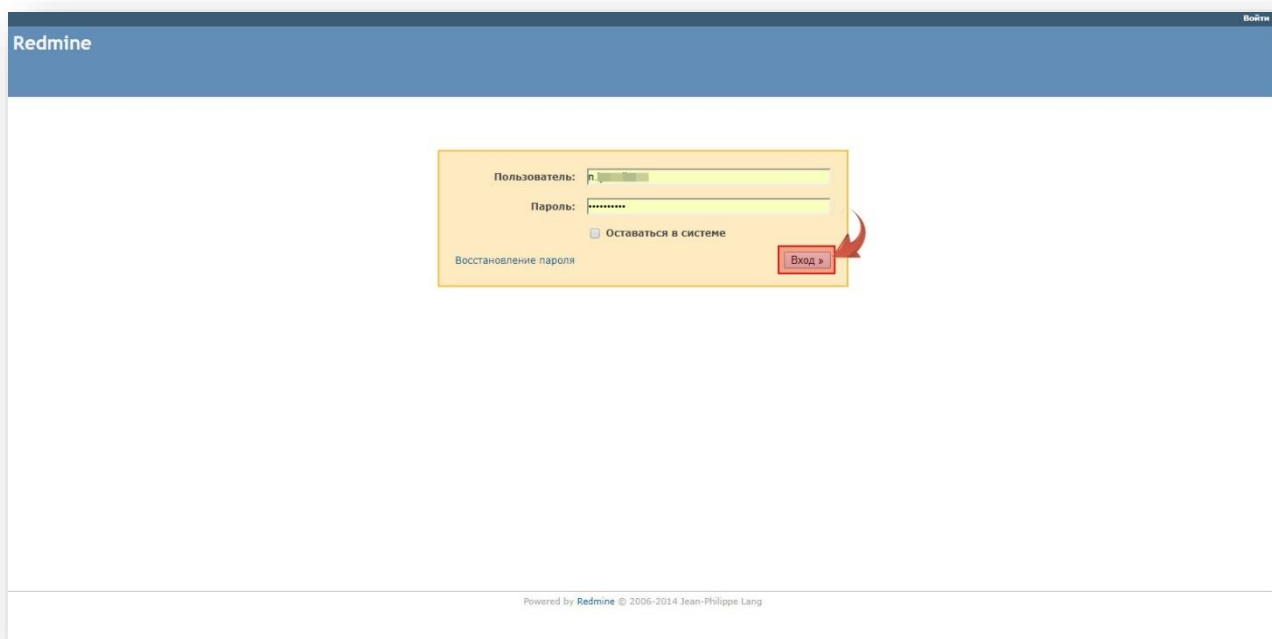 Войти
Redmine
Пользователь: n.
Пароль: ••••••••••
Оставаться в системе
Восстановление пароля Вход »
Powered by Redmine © 2006-2014 Jean-Philippe Lang